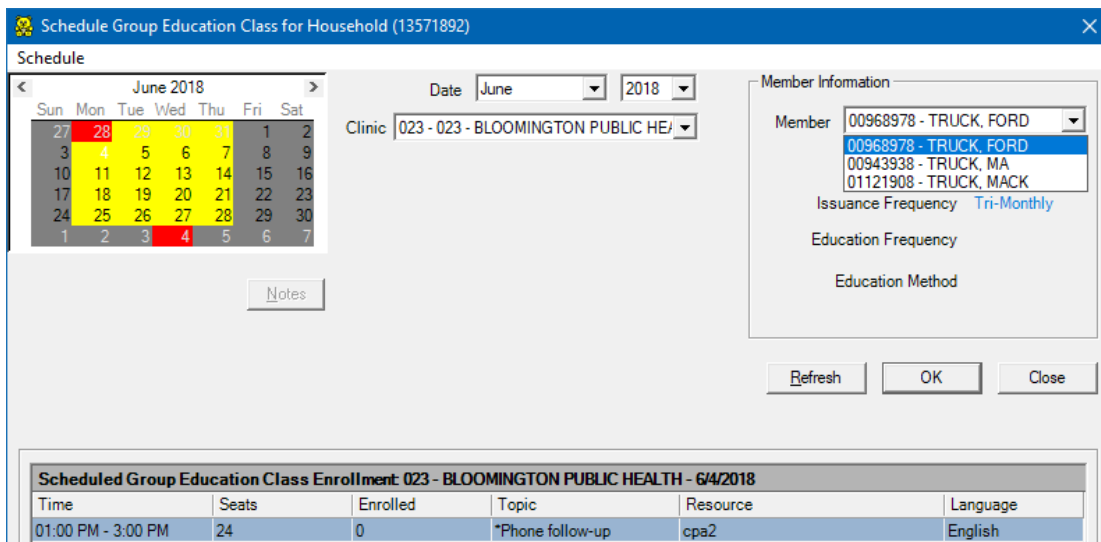 Schedule Group Education Class for Household (13571892)
Schedule
June 2018
Sun Mon Tue Wed Thu Fri Sat
27 28 29 30 31 1 2
3 4 5 6 7 8 9
10 11 12 13 14 15 16
17 18 19 20 21 22 23
24 25 26 27 28 29 30
1 2 3 4 5 6 7
Notes
Date June 2018
Clinic 023 - 023 - BLOOMINGTON PUBLIC HEA
Member Information
Member 00968978 - TRUCK, FORD
00968978 - TRUCK, FORD
00943938 - TRUCK, MA
01121908 - TRUCK, MACK
Issuance Frequency Tri-Monthly
Education Frequency
Education Method
Refresh OK Close
Scheduled Group Education Class Enrollment: 023 - BLOOMINGTON PUBLIC HEALTH - 6/4/2018
Time Seats Enrolled Topic Resource Language
01:00 PM - 3:00 PM 24 0 *Phone follow-up cpa2 English